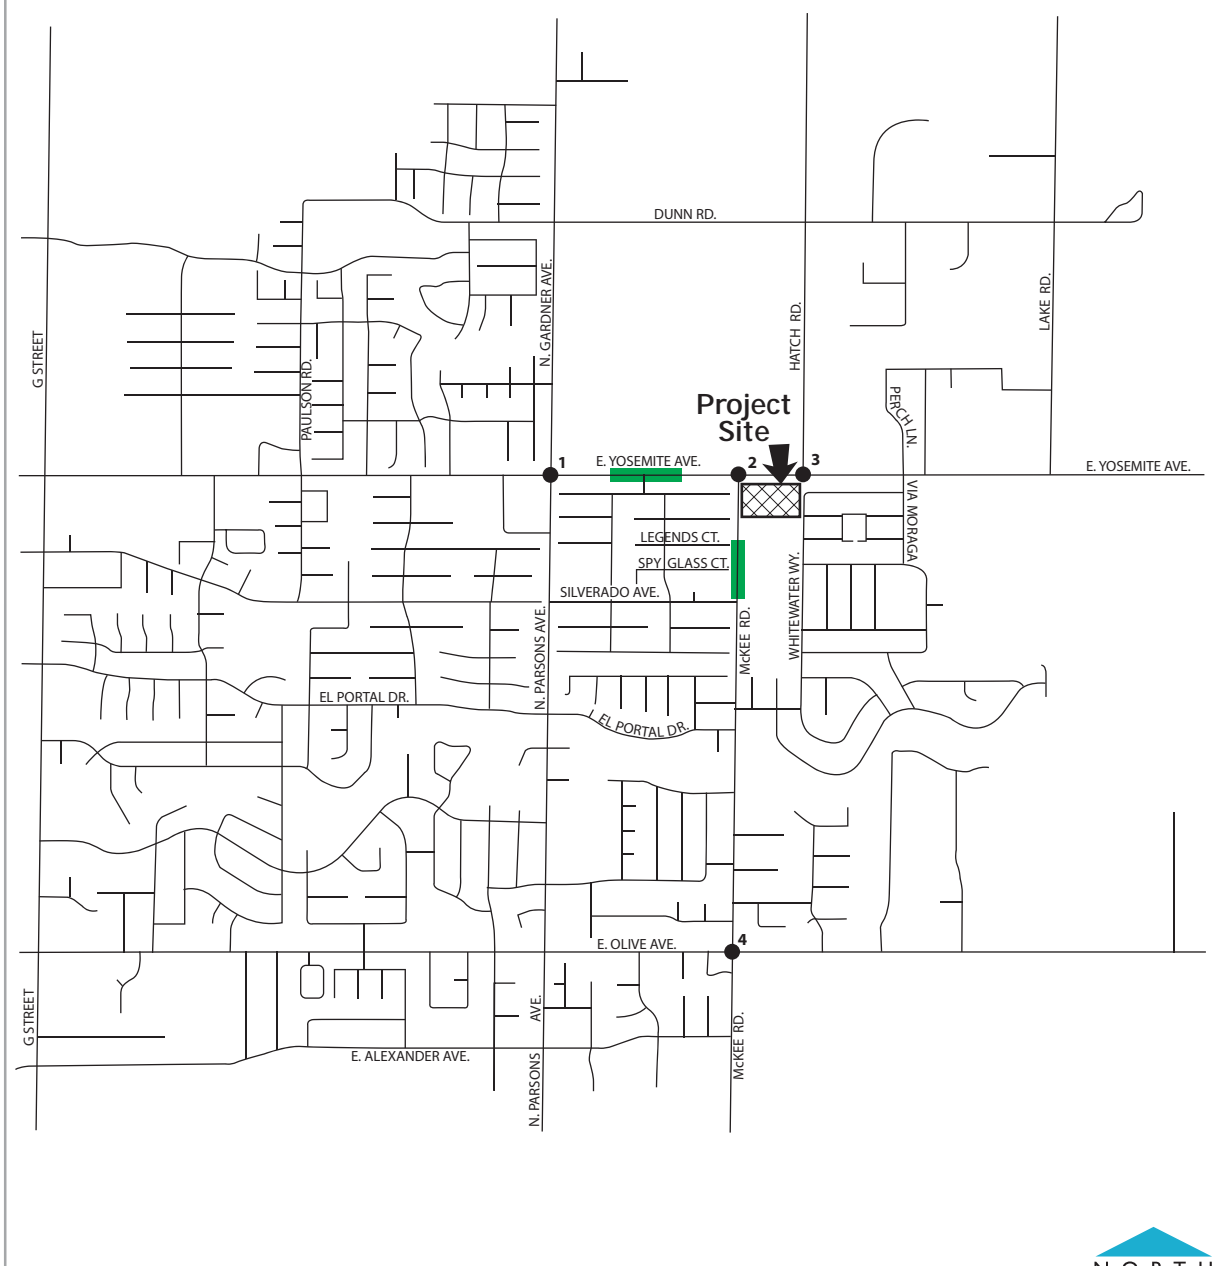 DUNN RD.
N. GARDNER AVE.
HATCH RD.
LAKE RD.
G STREET
PAULSON RD.
PERCH LN.
Project
Site
1
E. YOSEMITE AVE.
2
3
E. YOSEMITE AVE.
VIA MORAGA
LEGENDS CT.
SPY GLASS CT.
SILVERADO AVE.
WHITEWATER WY.
McKEE RD.
N. PARSONS AVE.
EL PORTAL DR.
EL PORTAL DR.
E. OLIVE AVE.
4
G STREET
N. PARSONS AVE.
McKEE RD.
E. ALEXANDER AVE.
NORTH